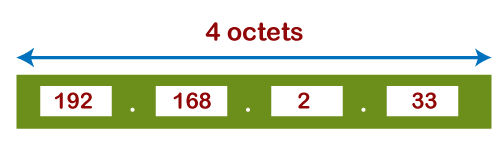 4 octets
192 . 168 . 2 . 33